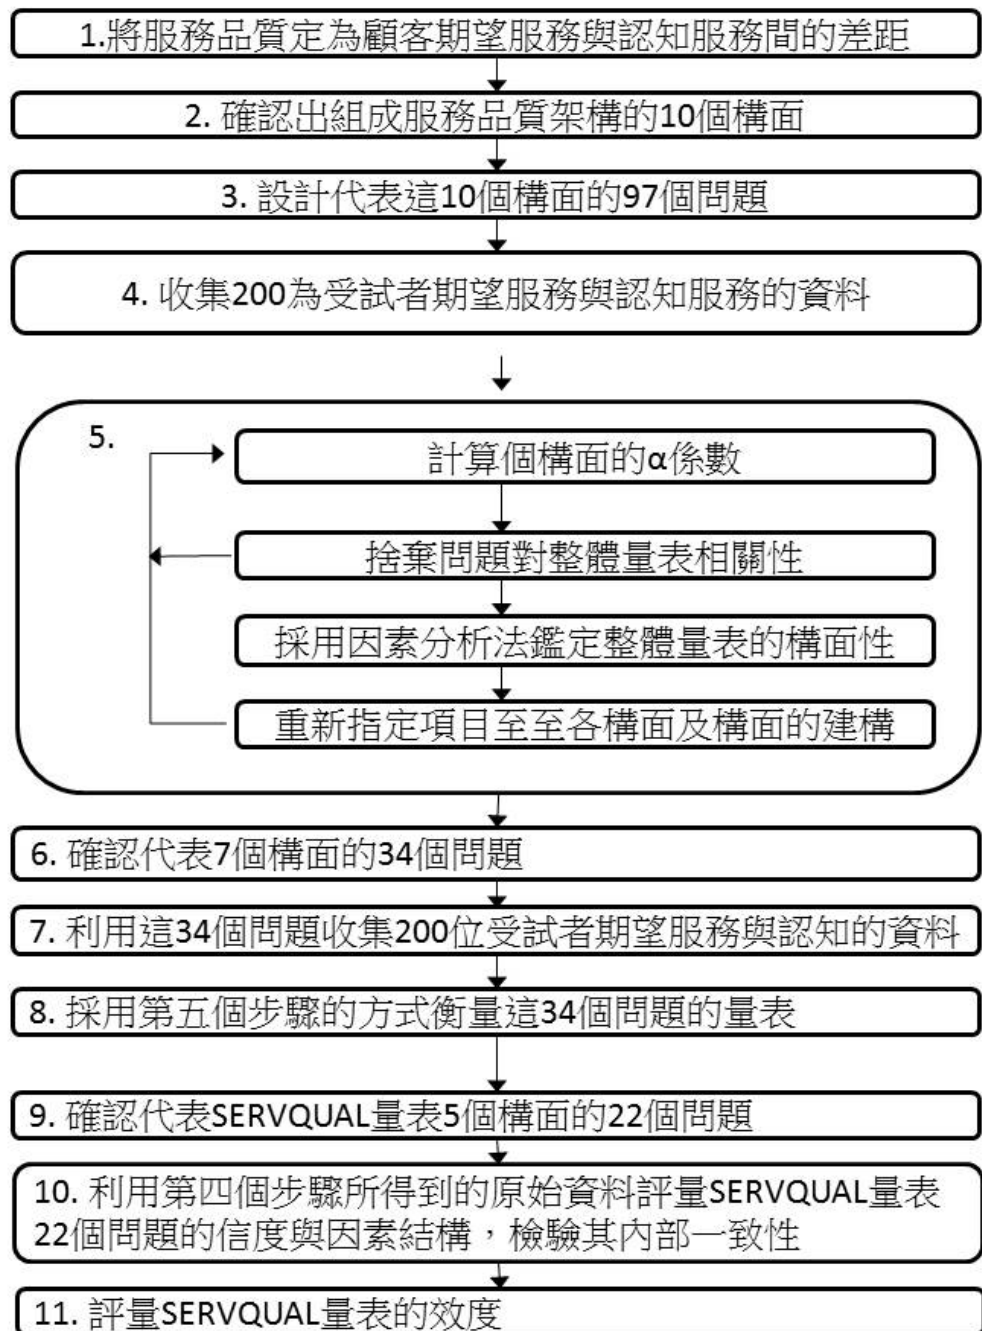 1.將服務品質定為顧客期望服務與認知服務間的差距
2. 確認出組成服務品質架構的10個構面
3. 設計代表這10個構面的97個問題
4. 收集200為受試者期望服務與認知服務的資料
5.
計算個構面的α係數
捨棄問題對整體量表相關性
採用因素分析法鑑定整體量表的構面性
重新指定項目至至各構面及構面的建構
6. 確認代表7個構面的34個問題
7. 利用這34個問題收集200位受試者期望服務與認知的資料
8. 採用第五個步驟的方式衡量這34個問題的量表
9. 確認代表SERVQUAL量表5個構面的22個問題
10. 利用第四個步驟所得到的原始資料評量SERVQUAL量表
22個問題的信度與因素結構，檢驗其內部一致性
11. 評量SERVQUAL量表的效度